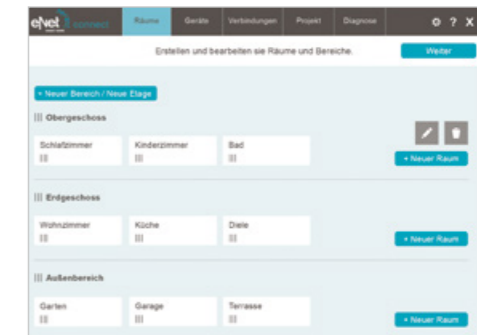 eNet connect Räume Geräte Verbindungen Projekt Diagnose ? X
Erstellen und bearbeiten sie Räume und Bereiche. Weiter
+ Neuer Bereich / Neue Etage
Obergeschoss
Schlafzimmer Kinderzimmer Bad
+ Neuer Raum
Erdgeschoss
Wohnzimmer Küche Diele
+ Neuer Raum
Außenbereich
Garten Garage Terrasse
+ Neuer Raum